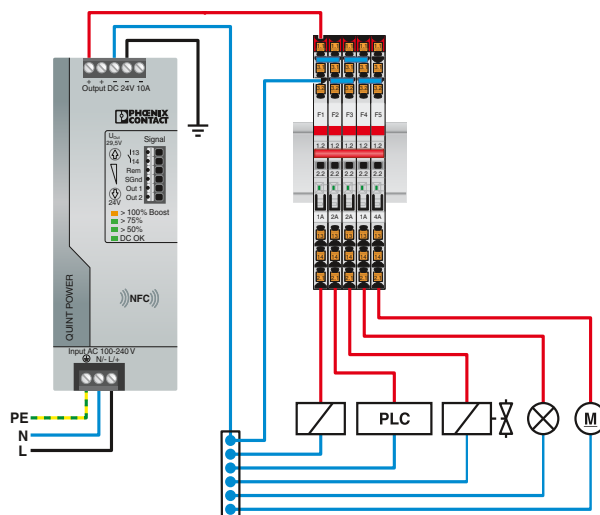 + + − − −
Output DC 24V 10A
PHŒNIX
CONTACT
UOut
29,5V
Signal
13
14
Rem
SGnd
Out 1
Out 2
24V
> 100% Boost
> 75%
> 50%
DC OK
QUINT POWER
NFC
Input AC 100-240 V
N/- L/+
PE
N
L
F1 F2 F3 F4 F5
1.2 1.2 1.2 1.2 1.2
2.2 2.2 2.2 2.2 2.2
1A 2A 2A 1A 4A
PLC
M